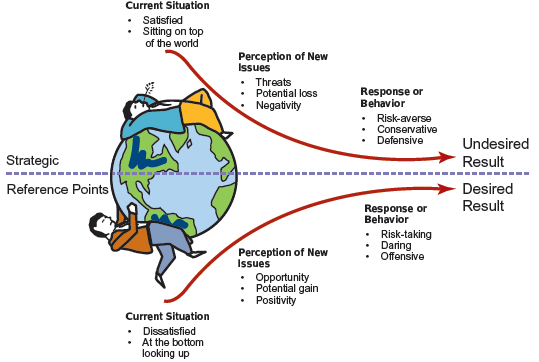 Current Situation
• Satisfied
• Sitting on top
of the world
Perception of New
Issues
• Threats
• Potential loss
• Negativity
Response or
Behavior
• Risk-averse
• Conservative
• Defensive
Undesired
Result
Strategic
Reference Points
Desired
Result
Response or
Behavior
• Risk-taking
• Daring
• Offensive
Perception of New
Issues
• Opportunity
• Potential gain
• Positivity
Current Situation
• Dissatisfied
• At the bottom
looking up